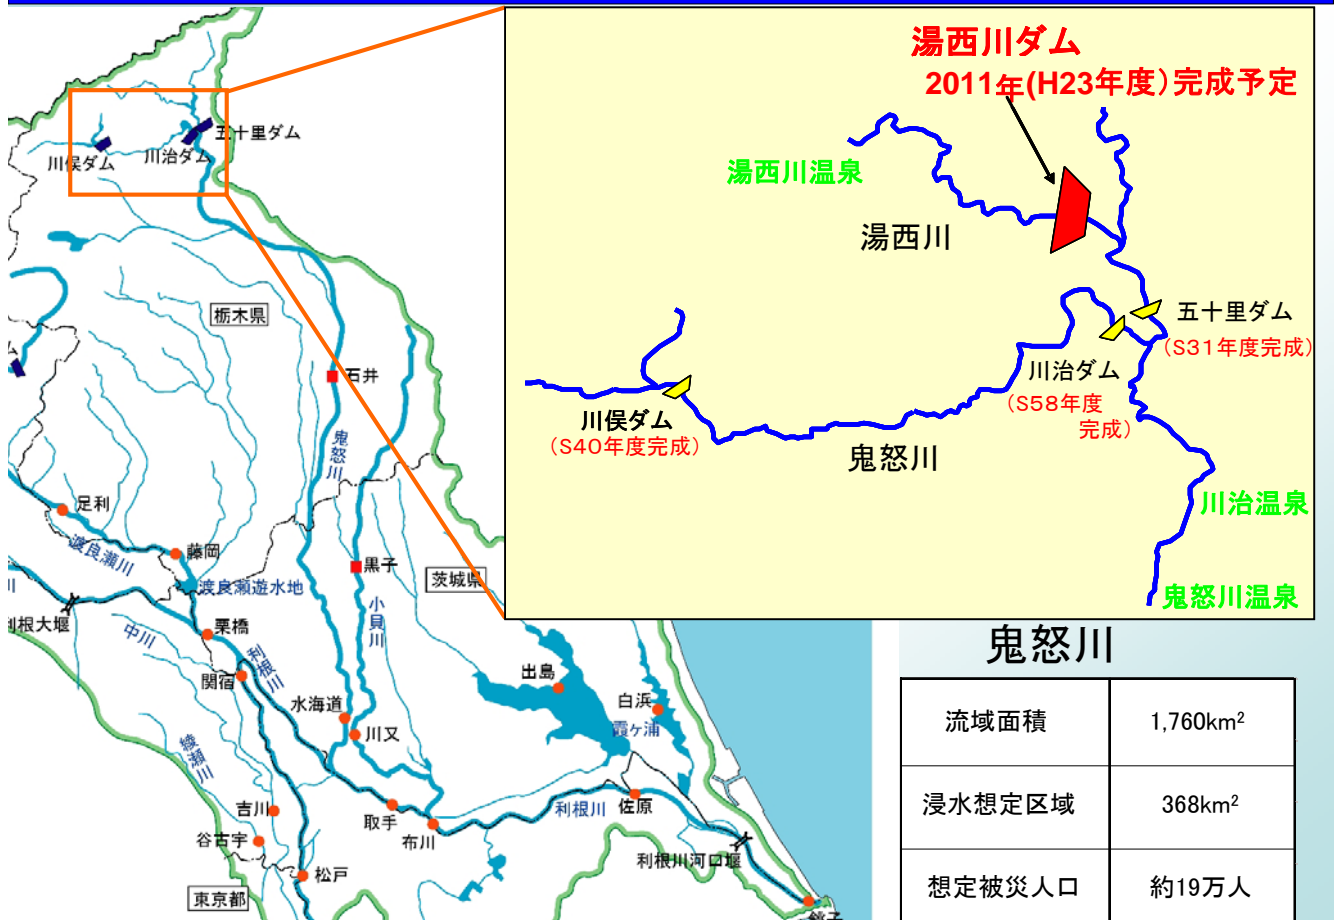 湯西川ダム
2011年(H23年度)完成予定
湯西川温泉
湯西川
五十里ダム
(S31年度完成)
川治ダム
(S58年度
完成)
川俣ダム
(S40年度完成)
鬼怒川
川治温泉
鬼怒川温泉
五十里ダム
川俣ダム
川治ダム
栃木県
ム
石井
鬼怒川
足利
渡良瀬川
藤岡
渡良瀬遊水地
黒子
茨城県
小貝川
川
利根大堰
中川
栗橋
利根川
関宿
水海道
川又
出島
白浜
霞ヶ浦
綾瀬川
吉川
取手
布川
利根川
佐原
谷古宇
利根川河口堰
松戸
東京都
銚子
鬼怒川
流域面積 1,760km²
浸水想定区域 368km²
想定被災人口 約19万人